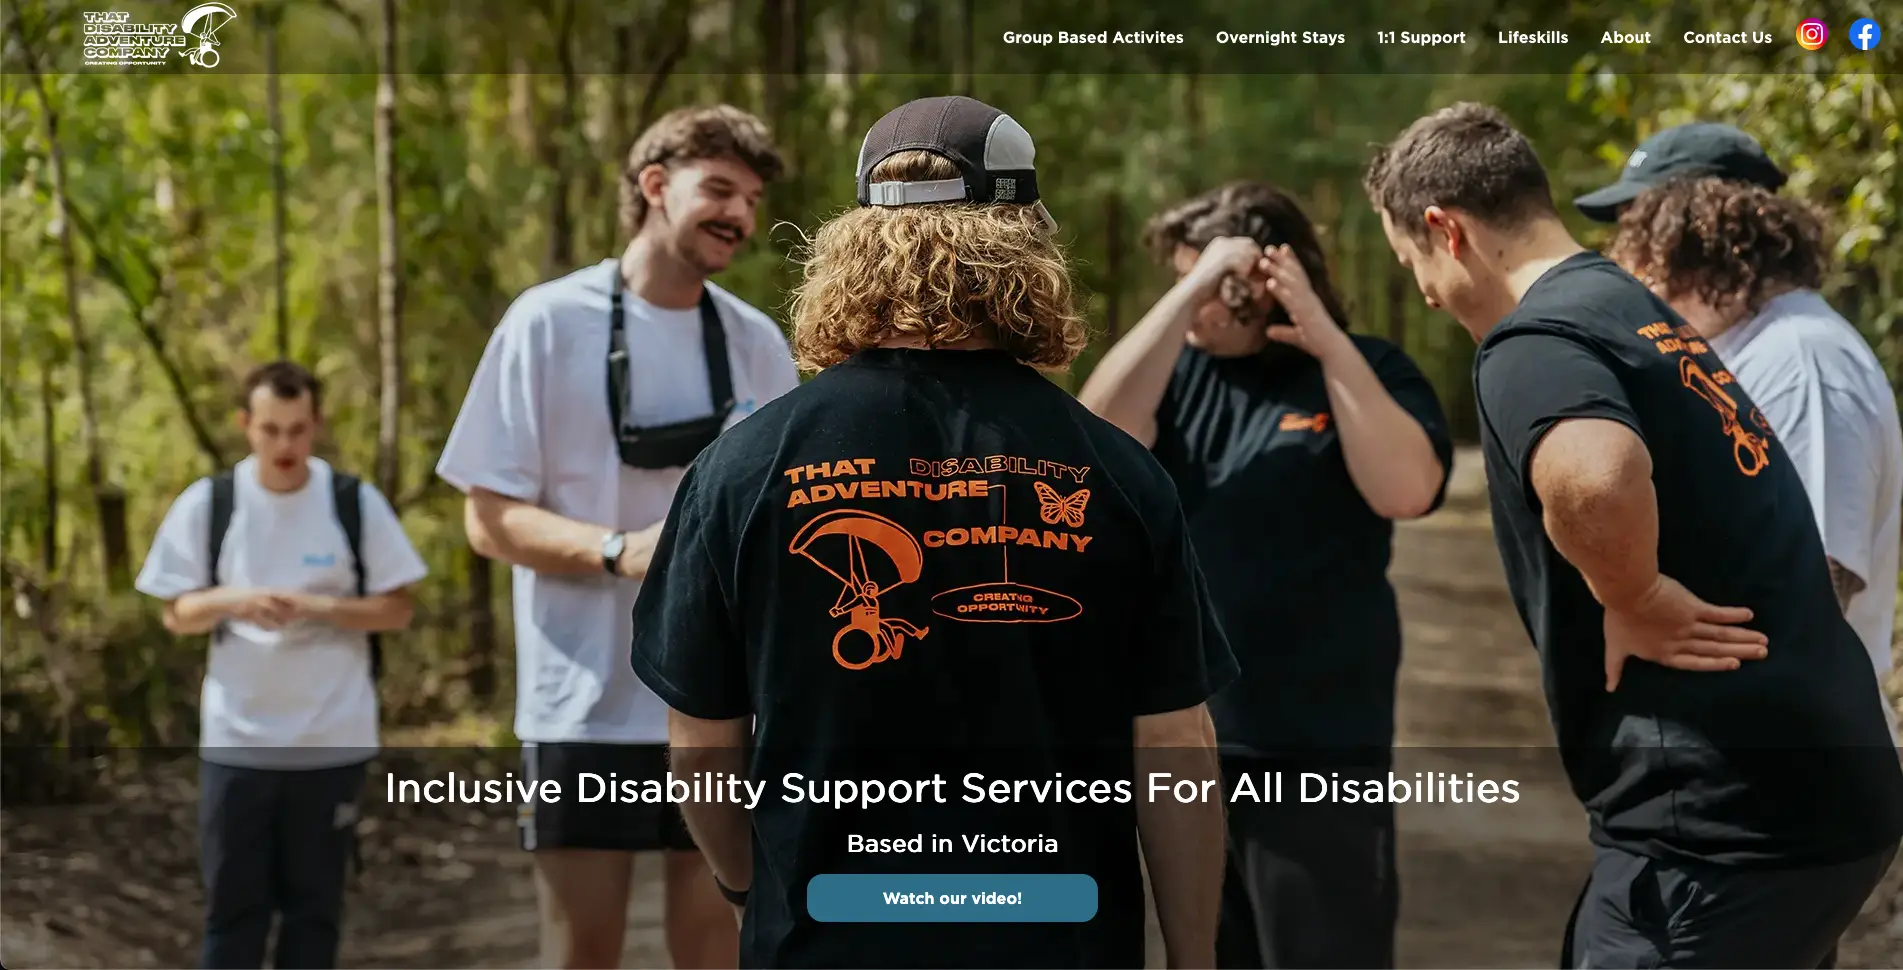 THAT
DISABILITY
ADVENTURE
COMPANY
CREATING OPPORTUNITY
Group Based Activites
Overnight Stays
1:1 Support
Lifeskills
About
Contact Us
THAT DISABILITY
ADVENTURE
COMPANY
CREATING
OPPORTUNITY
Inclusive Disability Support Services For All Disabilities
Based in Victoria
Watch our video!